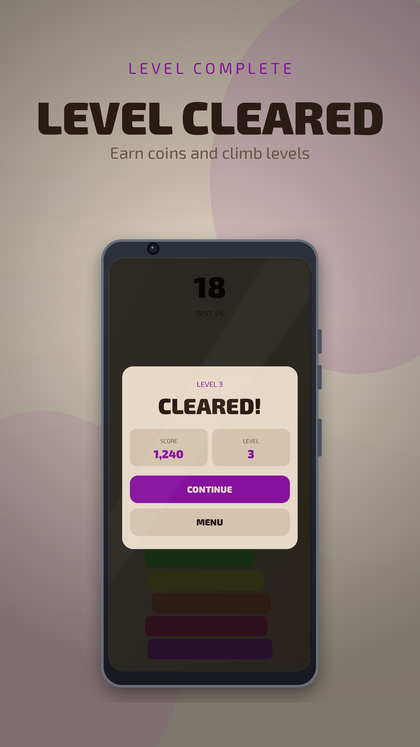 LEVEL COMPLETE
LEVEL CLEARED
Earn coins and climb levels
18
BEST 24
LEVEL 3
CLEARED!
SCORE
1,240
LEVEL
3
CONTINUE
MENU